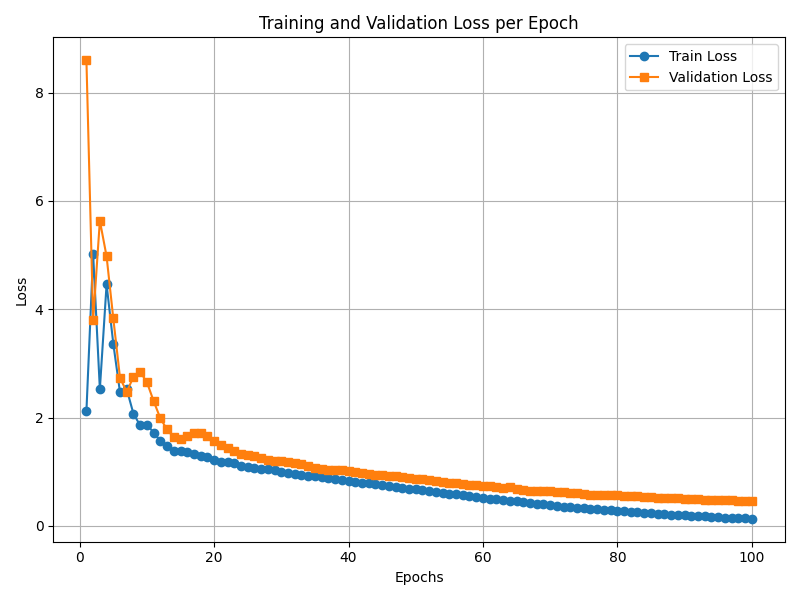 Training and Validation Loss per Epoch
Train Loss
Validation Loss
8
6
4
2
0
Loss
0 20 40 60 80 100
Epochs